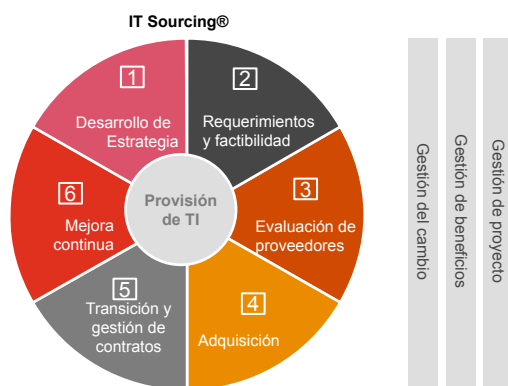 IT Sourcing®
1
Desarrollo de
Estrategia
2
Requerimientos
y factibilidad
3
Evaluación de
proveedores
4
Adquisición
5
Transición y
gestión de
contratos
6
Mejora
continua
Provisión
de TI
Gestión del cambio
Gestión de beneficios
Gestión de proyecto